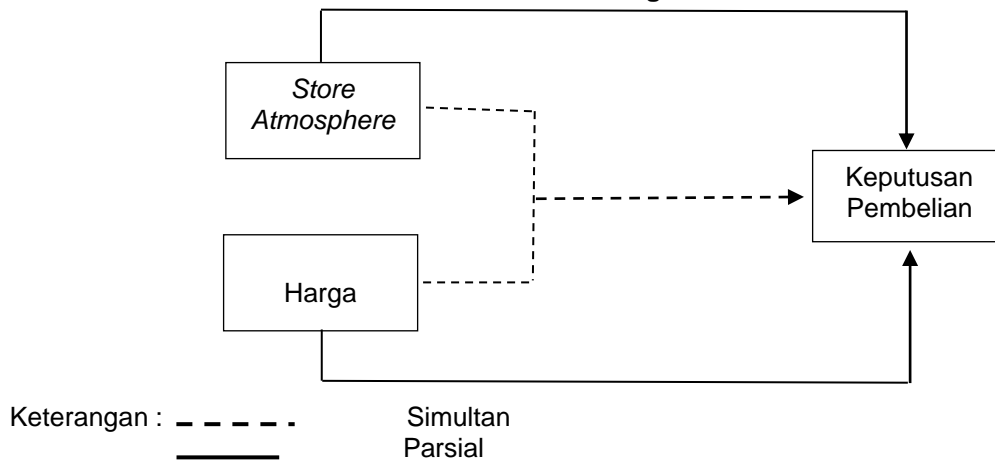 Store
Atmosphere
Keputusan
Pembelian
Harga
Keterangan : Simultan
Parsial